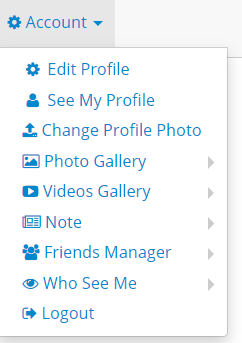 Account
Edit Profile
See My Profile
Change Profile Photo
Photo Gallery
Videos Gallery
Note
Friends Manager
Who See Me
Logout